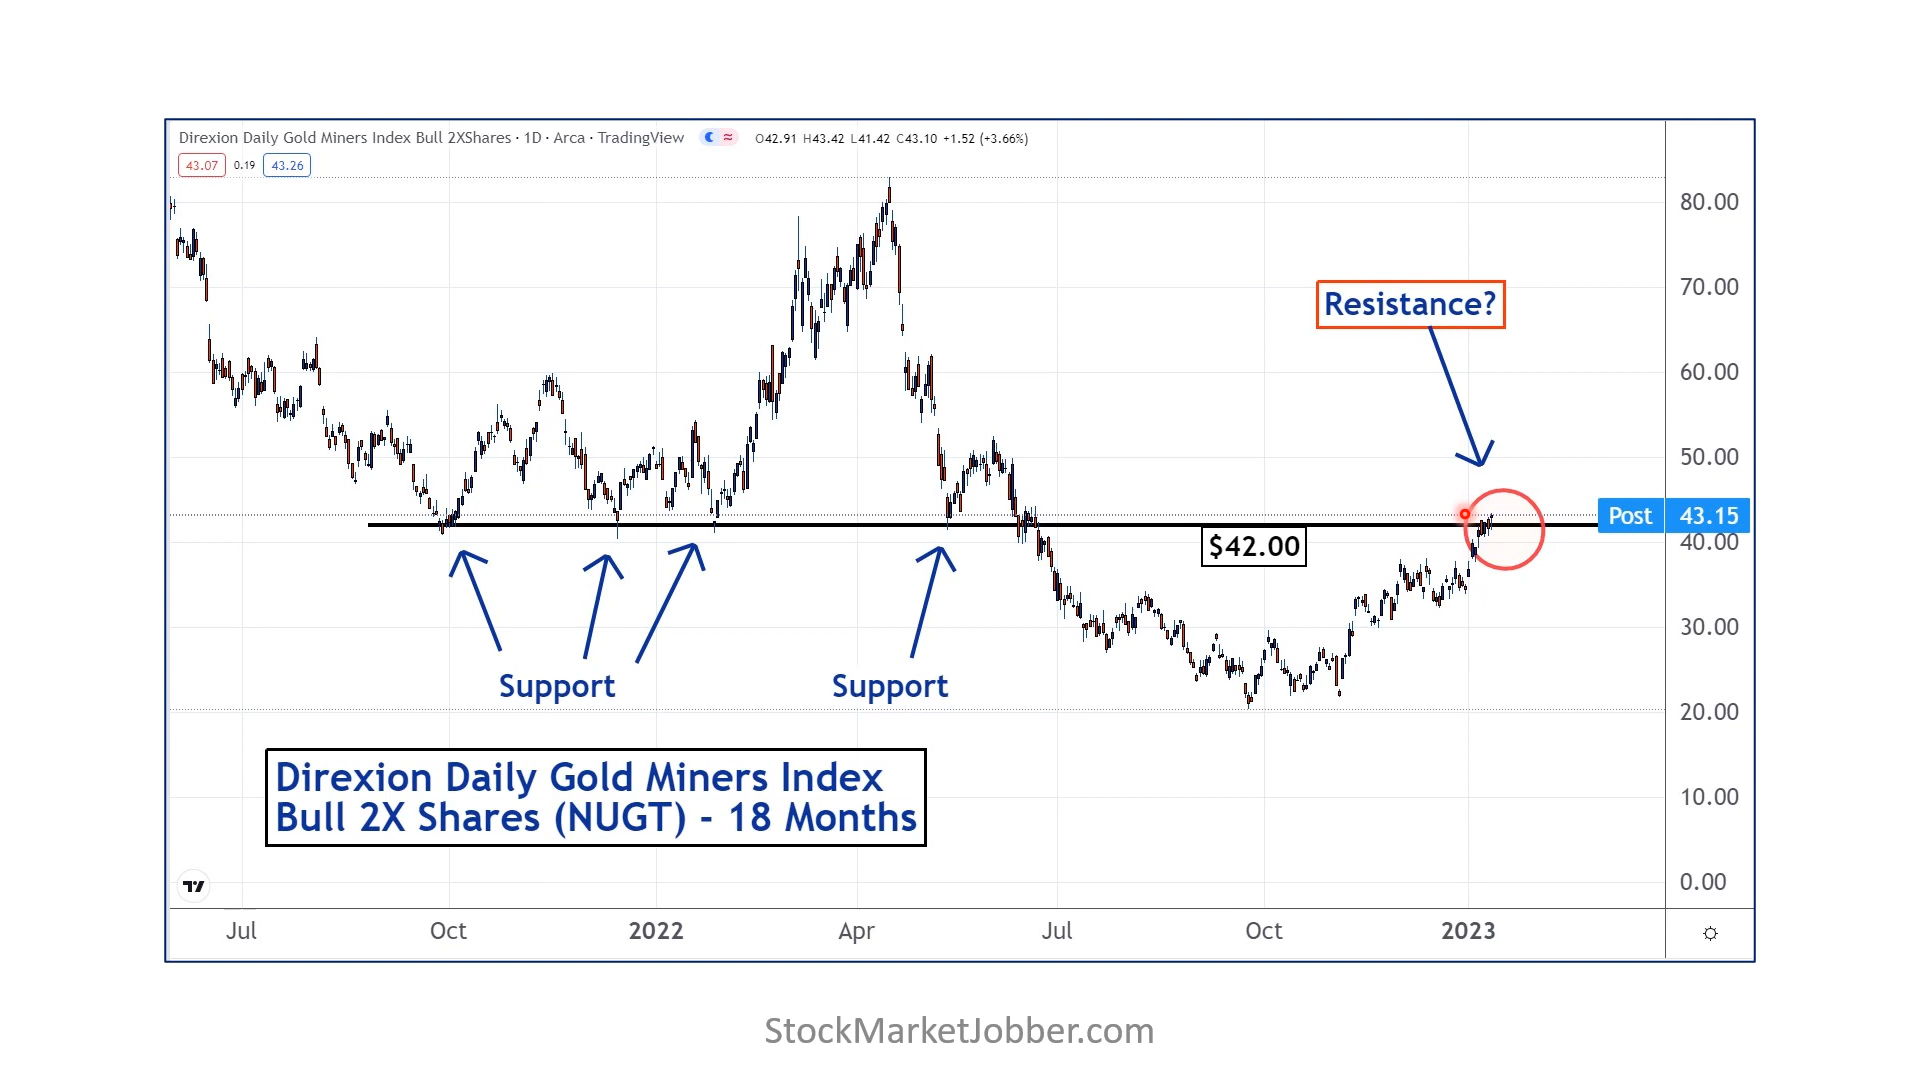 Direxion Daily Gold Miners Index Bull 2XShares · 1D · Arca · TradingView ≈ O42.91 H43.42 L41.42 C43.10 +1.52 (+3.66%)
43.07 0.19 43.26
80.00
70.00
Resistance?
60.00
50.00
Post 43.15
$42.00
40.00
30.00
Support Support
20.00
Direxion Daily Gold Miners Index
Bull 2X Shares (NUGT) - 18 Months
10.00
0.00
Jul Oct 2022 Apr Jul Oct 2023
StockMarketJobber.com